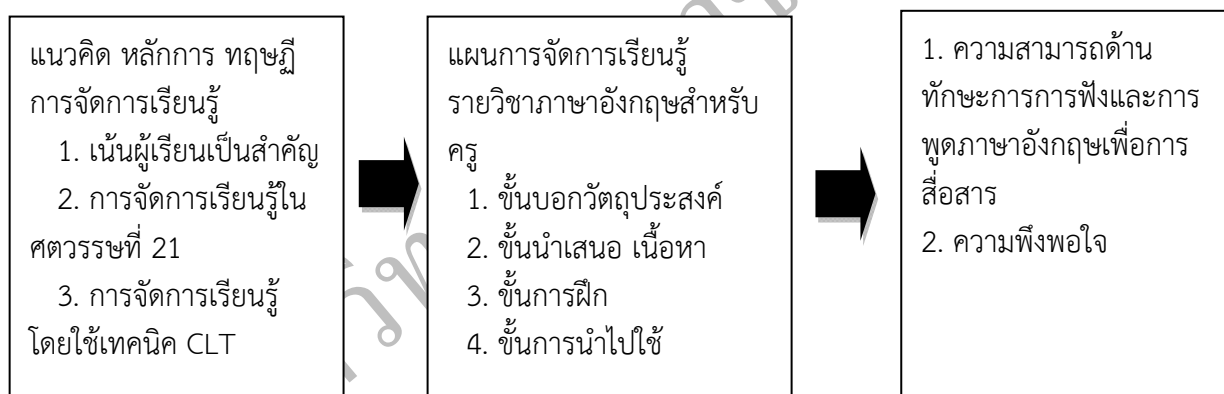 แนวคิด หลักการ ทฤษฏี
การจัดการเรียนรู้
1. เน้นผู้เรียนเป็นสำคัญ
2. การจัดการเรียนรู้ใน
ศตวรรษที่ 21
3. การจัดการเรียนรู้
โดยใช้เทคนิค CLT
แผนการจัดการเรียนรู้
รายวิชาภาษาอังกฤษสำหรับ
ครู
1. ขั้นบอกวัตถุประสงค์
2. ขั้นนำเสนอ เนื้อหา
3. ขั้นการฝึก
4. ขั้นการนำไปใช้
1. ความสามารถด้าน
ทักษะการการฟังและการ
พูดภาษาอังกฤษเพื่อการ
สื่อสาร
2. ความพึงพอใจ